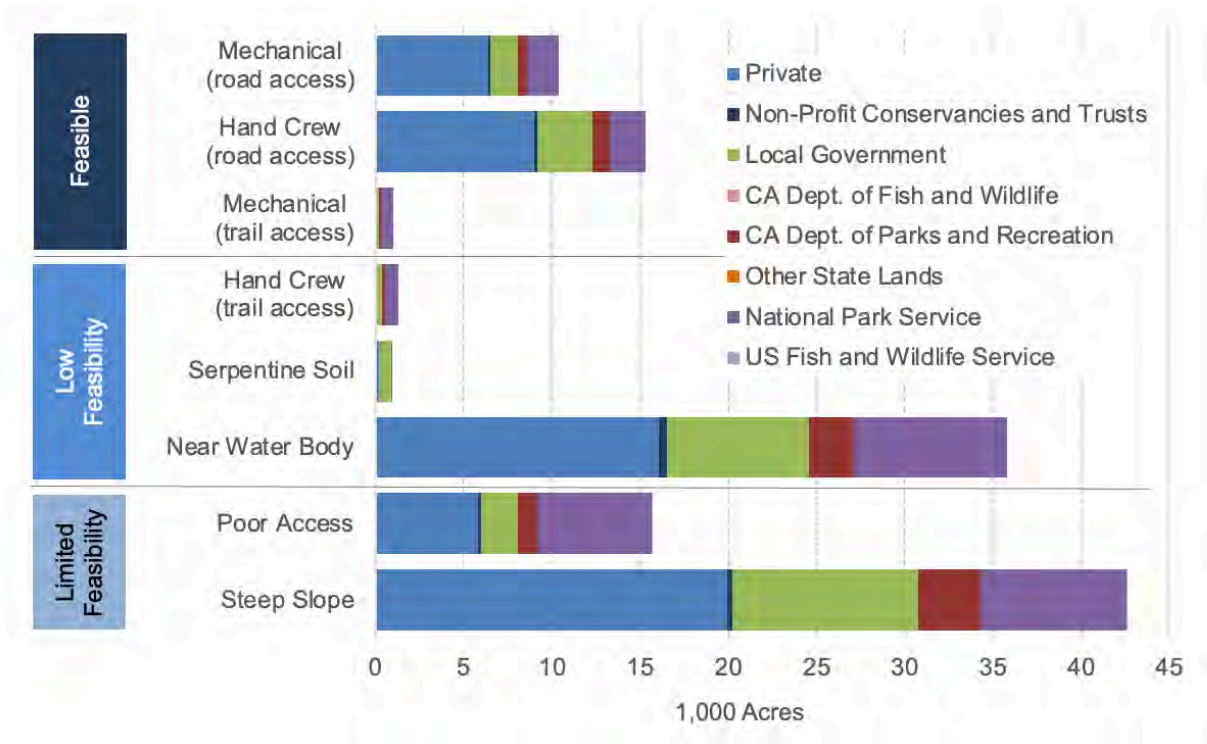 Feasible
Mechanical
(road access)
Hand Crew
(road access)
Mechanical
(trail access)
Low
Feasibility
Hand Crew
(trail access)
Serpentine Soil
Near Water Body
Limited
Feasibility
Poor Access
Steep Slope
Private
Non-Profit Conservancies and Trusts
Local Government
CA Dept. of Fish and Wildlife
CA Dept. of Parks and Recreation
Other State Lands
National Park Service
US Fish and Wildlife Service
0 5 10 15 20 25 30 35 40 45
1,000 Acres